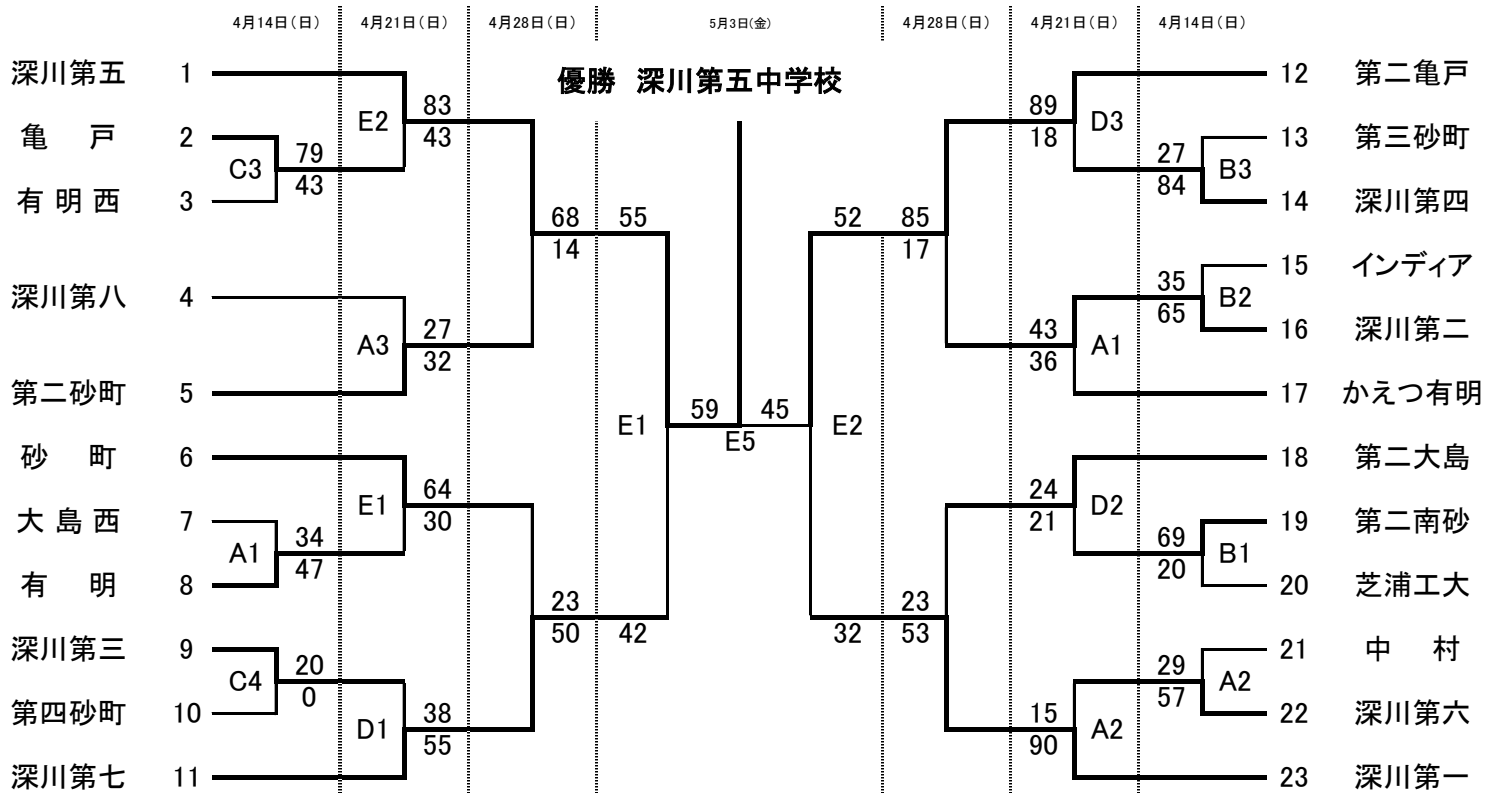 4月14日(日) 4月21日(日) 4月28日(日) 5月3日(金) 4月28日(日) 4月21日(日) 4月14日(日)
優勝 深川第五中学校
深川第五 1 12 第二亀戸
E2 83 89 D3
亀 戸 2 43 18 13 第三砂町
C3 79 27 B3
43 84
有明西 3 14 深川第四
68 55 52 85
14 17
15 インディア
深川第八 4 35 B2
65
A3 27 43 A1 16 深川第二
32 36
第二砂町 5 17 かえつ有明
E1 59 45 E2
E5
砂 町 6 18 第二大島
E1 64 24 D2
大島西 7 30 21 19 第二南砂
A1 34 69 B1
47 20
有 明 8 20 芝浦工大
23 23
50 42 32 53
深川第三 9 21 中 村
C4 20 29 A2
0 57
第四砂町 10 22 深川第六
D1 38 15 A2
55 90
深川第七 11 23 深川第一